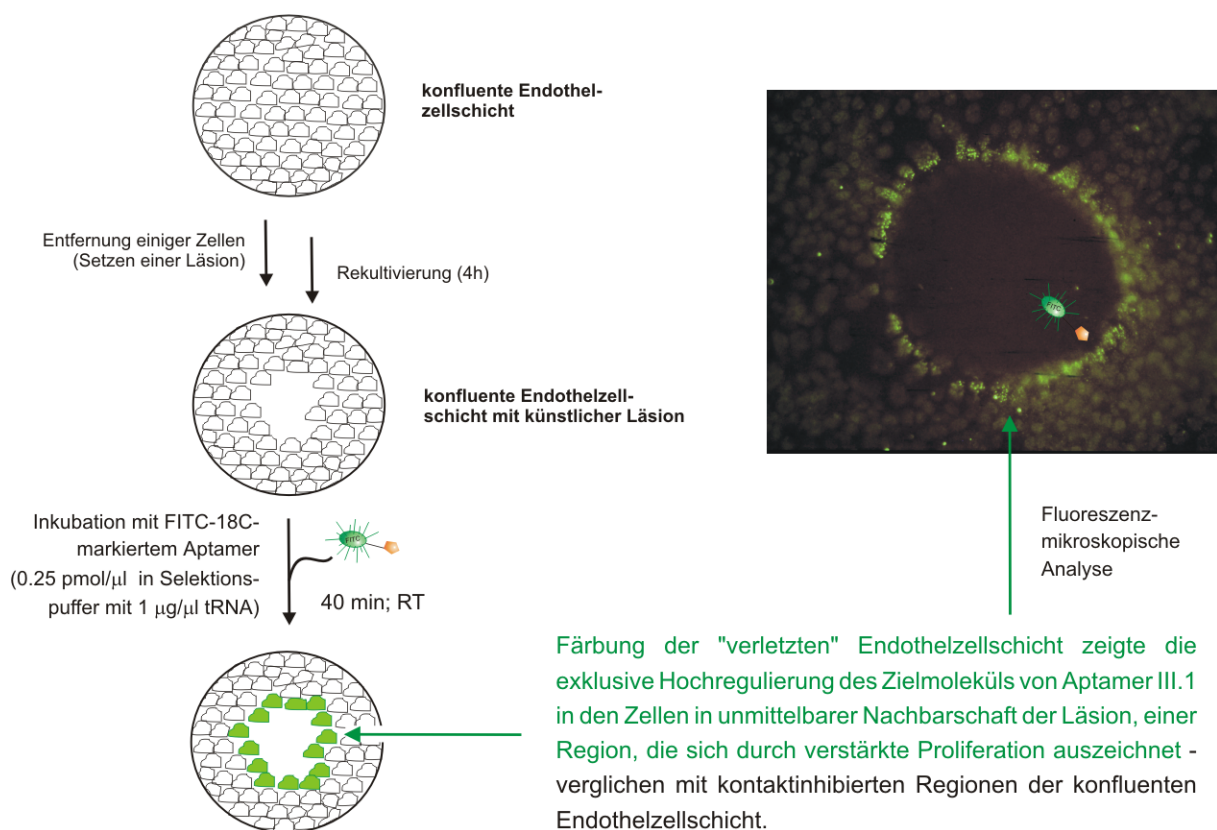 konfluente Endothel-
zellschicht
Entfernung einiger Zellen
(Setzen einer Läsion)
Rekultivierung (4h)
konfluente Endothelzell-
schicht mit künstlicher Läsion
Inkubation mit FITC-18C-
markiertem Aptamer
(0.25 pmol/µl in Selektions-
puffer mit 1 µg/µl tRNA)
FITC
40 min; RT
FITC
Fluoreszenz-
mikroskopische
Analyse
Färbung der "verletzten" Endothelzellschicht zeigte die
exklusive Hochregulierung des Zielmoleküls von Aptamer III.1
in den Zellen in unmittelbarer Nachbarschaft der Läsion, einer
Region, die sich durch verstärkte Proliferation auszeichnet -
verglichen mit kontaktinhibierten Regionen der konfluenten
Endothelzellschicht.